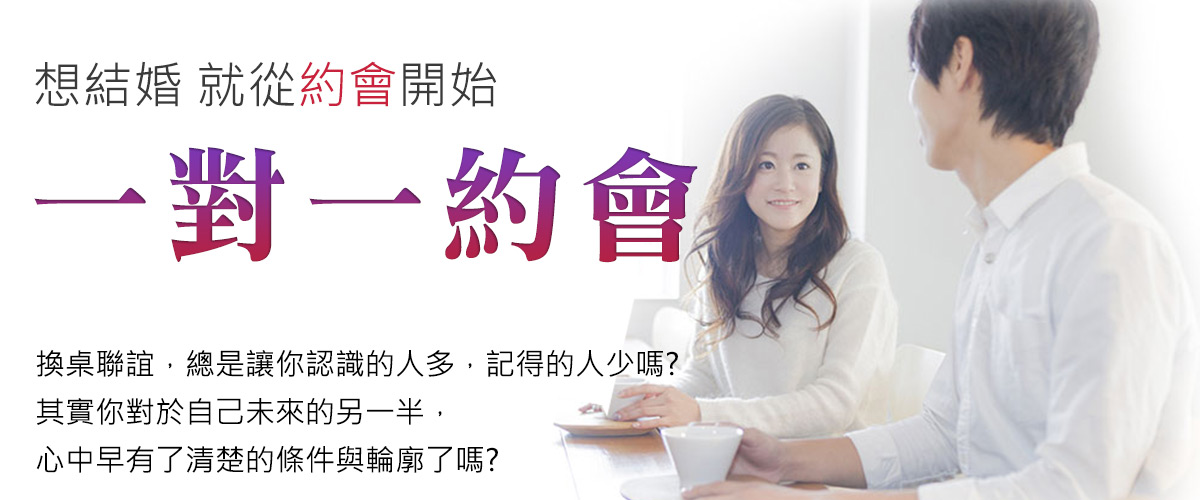 想結婚 就從約會開始
一對一約會
換桌聯誼，總是讓你認識的人多，記得的人少嗎?
其實你對於自己未來的另一半，
心中早有了清楚的條件與輪廓了嗎?